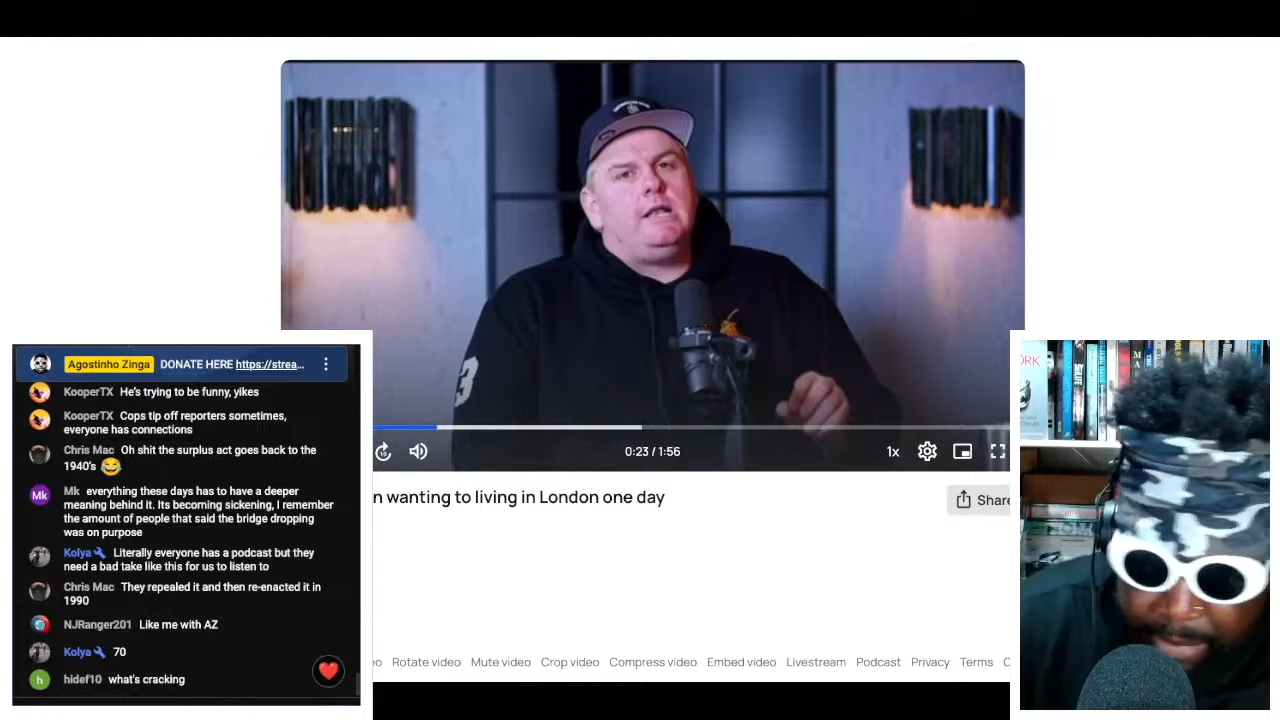 0:23 / 1:56
1x
n wanting to living in London one day
Share
Agostinho Zinga DONATE HERE https://strea...
KooperTX He's trying to be funny, yikes
KooperTX Cops tip off reporters sometimes,
everyone has connections
Chris Mac Oh shit the surplus act goes back to the
1940's 😂
Mk Mk everything these days has to have a deeper
meaning behind it. Its becoming sickening, I remember
the amount of people that said the bridge dropping
was on purpose
Kolya Literally everyone has a podcast but they
need a bad take like this for us to listen to
Chris Mac They repealed it and then re-enacted it in
1990
NJRanger201 Like me with AZ
Kolya 70
h hidef10 what's cracking
eo Rotate video Mute video Crop video Compress video Embed video Livestream Podcast Privacy Terms C
ORK